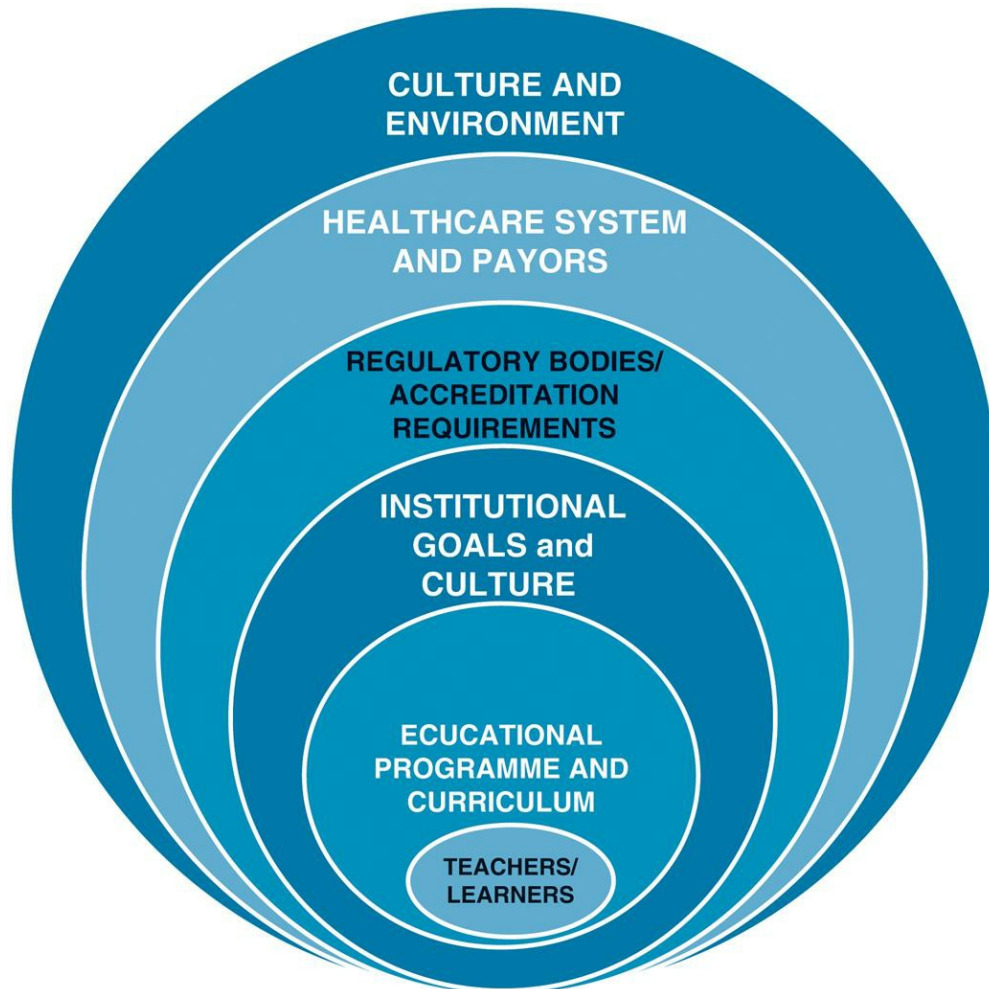 CULTURE AND
ENVIRONMENT
HEALTHCARE SYSTEM
AND PAYORS
REGULATORY BODIES/
ACCREDITATION
REQUIREMENTS
INSTITUTIONAL
GOALS and
CULTURE
ECUCATIONAL
PROGRAMME AND
CURRICULUM
TEACHERS/
LEARNERS